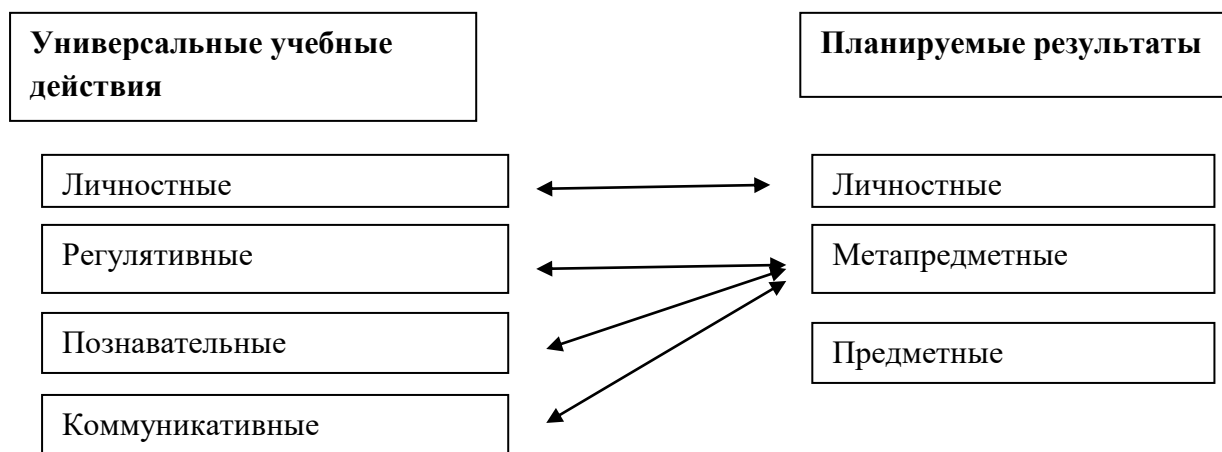 Универсальные учебные
действия
Планируемые результаты
Личностные
Личностные
Регулятивные
Метапредметные
Познавательные
Предметные
Коммуникативные